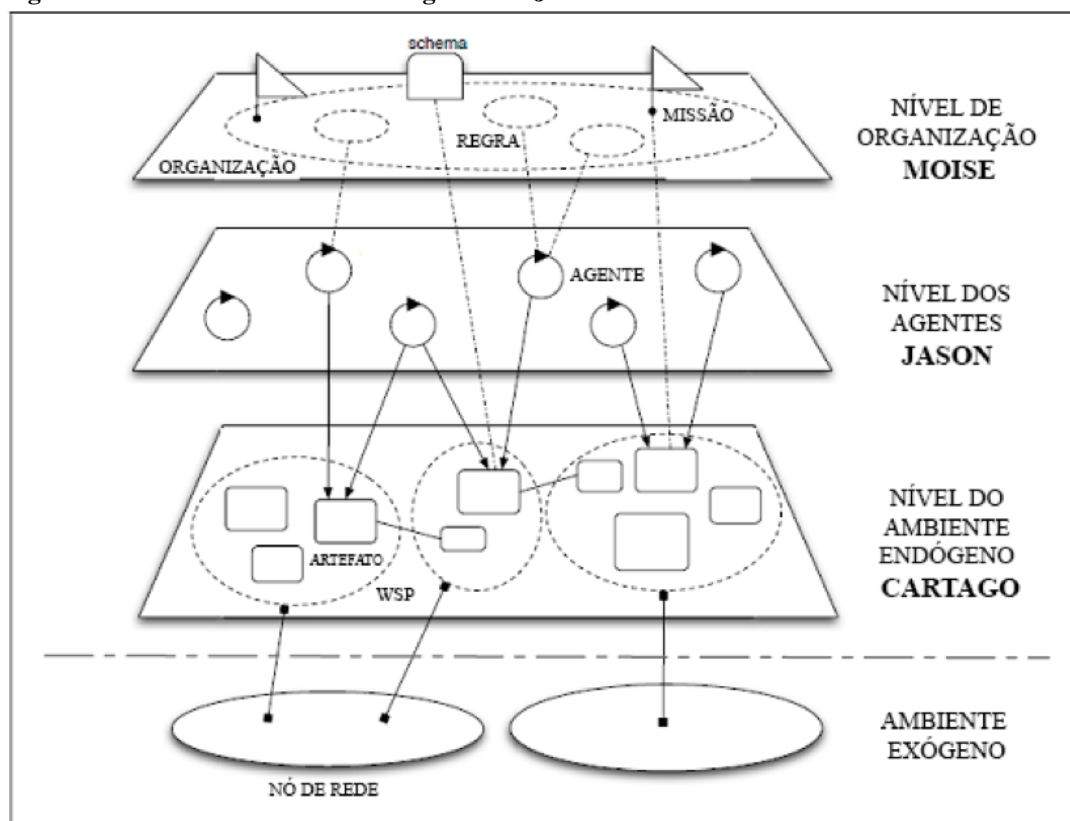 schema
MISSÃO
REGRA
ORGANIZAÇÃO
NÍVEL DE
ORGANIZAÇÃO
MOISE
AGENTE
NÍVEL DOS
AGENTES
JASON
ARTEFATO
WSP
NÍVEL DO
AMBIENTE
ENDÓGENO
CARTAGO
NÓ DE REDE
AMBIENTE
EXÓGENO